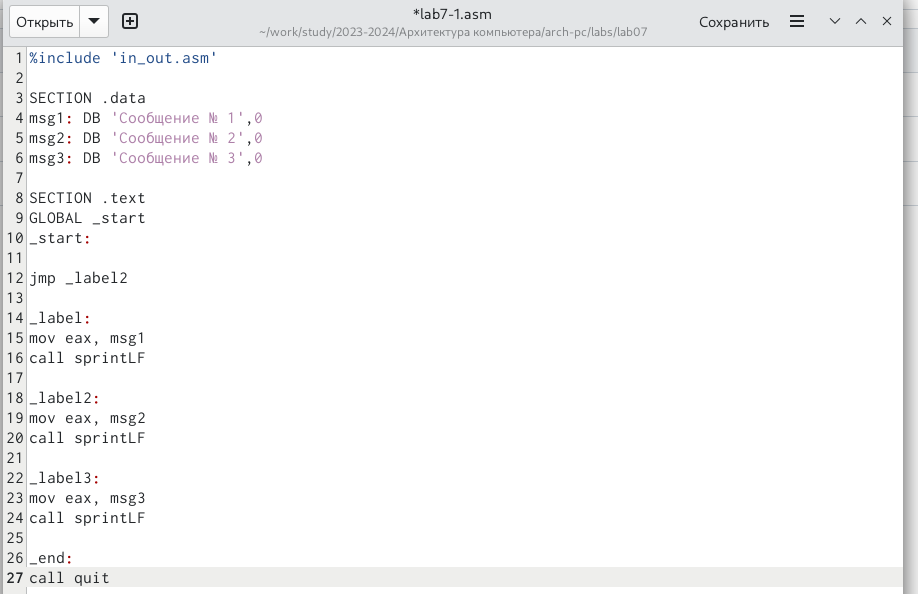 Открыть
*lab7-1.asm
~/work/study/2023-2024/Архитектура компьютера/arch-pc/labs/lab07
Сохранить
1 %include 'in_out.asm'
2
3 SECTION .data
4 msg1: DB 'Сообщение № 1',0
5 msg2: DB 'Сообщение № 2',0
6 msg3: DB 'Сообщение № 3',0
7
8 SECTION .text
9 GLOBAL _start
10 _start:
11
12 jmp _label2
13
14 _label:
15 mov eax, msg1
16 call sprintLF
17
18 _label2:
19 mov eax, msg2
20 call sprintLF
21
22 _label3:
23 mov eax, msg3
24 call sprintLF
25
26 _end:
27 call quit